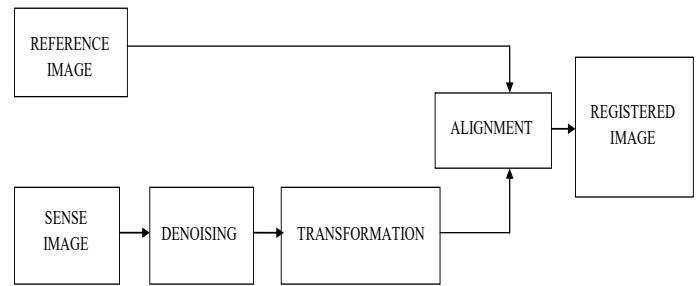 REFERENCE
IMAGE
ALIGNMENT
REGISTERED
IMAGE
SENSE
IMAGE
DENOISING
TRANSFORMATION